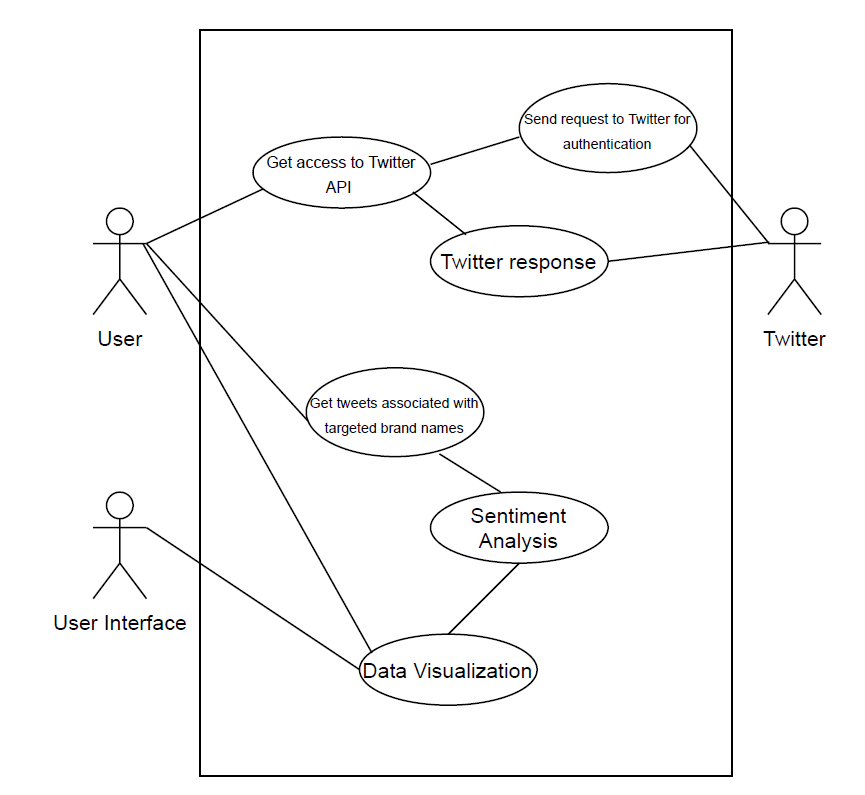 Send request to Twitter for
authentication
Get access to Twitter
API
Twitter response
User
Twitter
Get tweets associated with
targeted brand names
Sentiment
Analysis
User Interface
Data Visualization